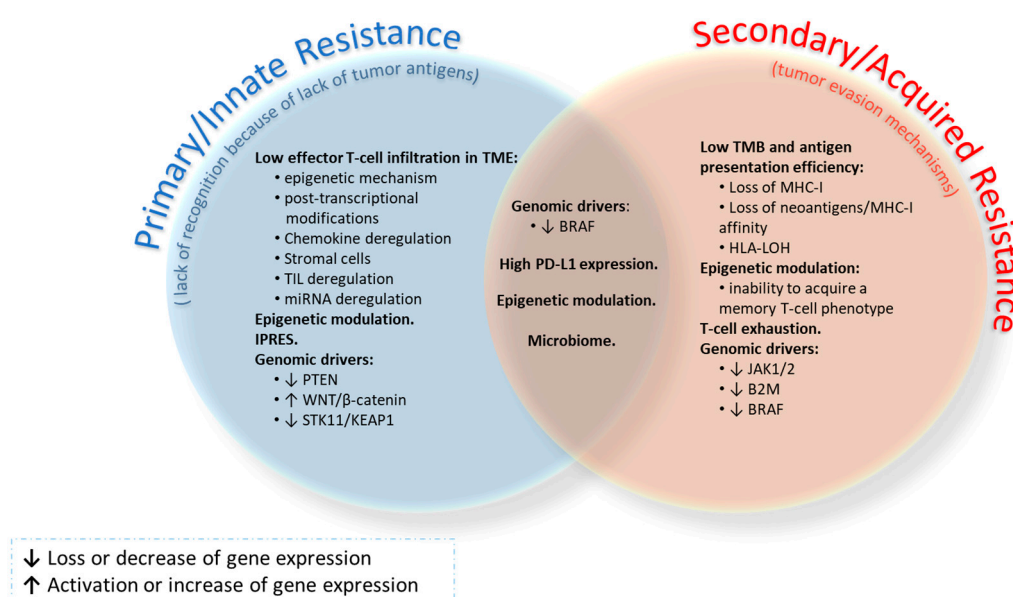 Primary/Innate Resistance
(lack of recognition because of lack of tumor antigens)
Low effector T-cell infiltration in TME:
• epigenetic mechanism
• post-transcriptional
modifications
• Chemokine deregulation
• Stromal cells
• TIL deregulation
• miRNA deregulation
Epigenetic modulation.
IPRES.
Genomic drivers:
• ↓ PTEN
• ↑ WNT/β-catenin
• ↓ STK11/KEAP1
Genomic drivers:
• ↓ BRAF
High PD-L1 expression.
Epigenetic modulation.
Microbiome.
Secondary/Acquired Resistance
(tumor evasion mechanisms)
Low TMB and antigen
presentation efficiency:
• Loss of MHC-I
• Loss of neoantigens/MHC-I
affinity
• HLA-LOH
Epigenetic modulation:
• inability to acquire a
memory T-cell phenotype
T-cell exhaustion.
Genomic drivers:
• ↓ JAK1/2
• ↓ B2M
• ↓ BRAF
↓ Loss or decrease of gene expression
↑ Activation or increase of gene expression